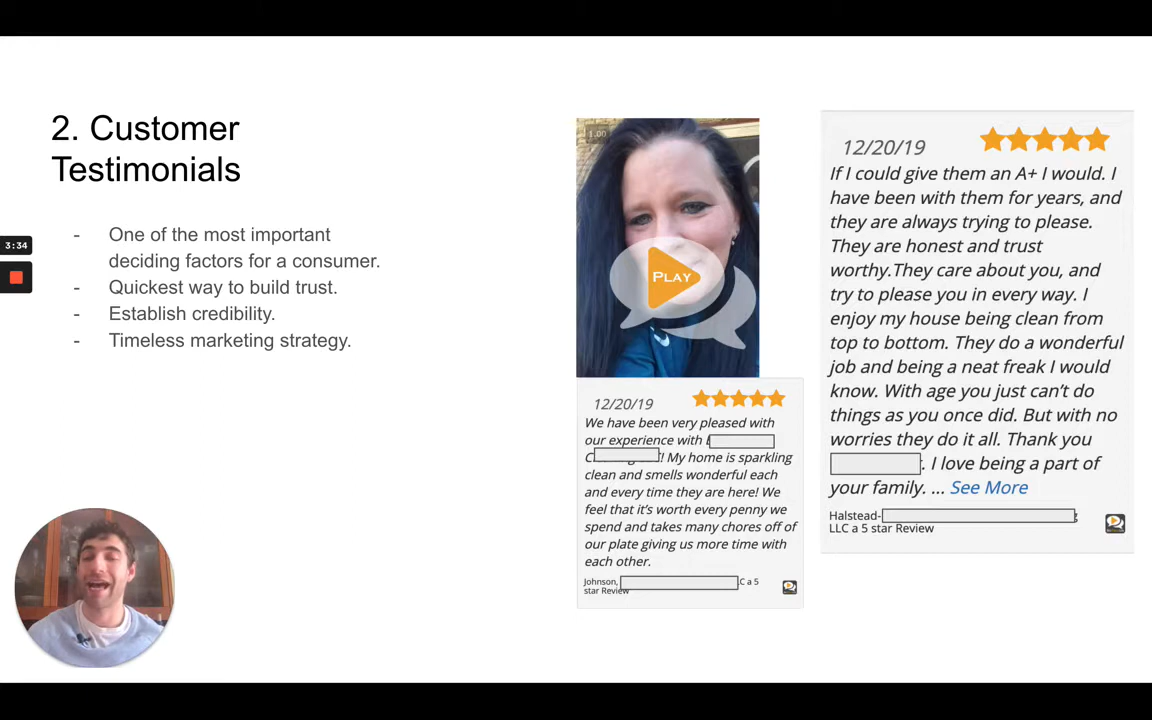 2. Customer
Testimonials
- One of the most important
deciding factors for a consumer.
- Quickest way to build trust.
- Establish credibility.
- Timeless marketing strategy.
3:34
1.00
PLAY
12/20/19
We have been very pleased with
our experience with
! My home is sparkling
clean and smells wonderful each
and every time they are here! We
feel that it's worth every penny we
spend and takes many chores off of
our plate giving us more time with
each other.
Johnson, C a 5
star Review
12/20/19
If I could give them an A+ I would. I
have been with them for years, and
they are always trying to please.
They are honest and trust
worthy.They care about you, and
try to please you in every way. I
enjoy my house being clean from
top to bottom. They do a wonderful
job and being a neat freak I would
know. With age you just can't do
things as you once did. But with no
worries they do it all. Thank you
. I love being a part of
your family. ... See More
Halstead-
LLC a 5 star Review